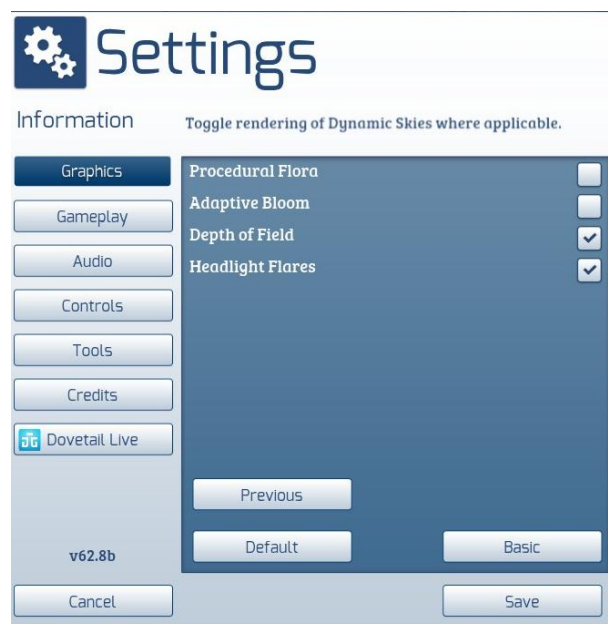 Settings
Information
Toggle rendering of Dynamic Skies where applicable.
Graphics
Gameplay
Audio
Controls
Tools
Credits
Dovetail Live
v62.8b
Cancel
Procedural Flora
Adaptive Bloom
Depth of Field
Headlight Flares
Previous
Default
Basic
Save